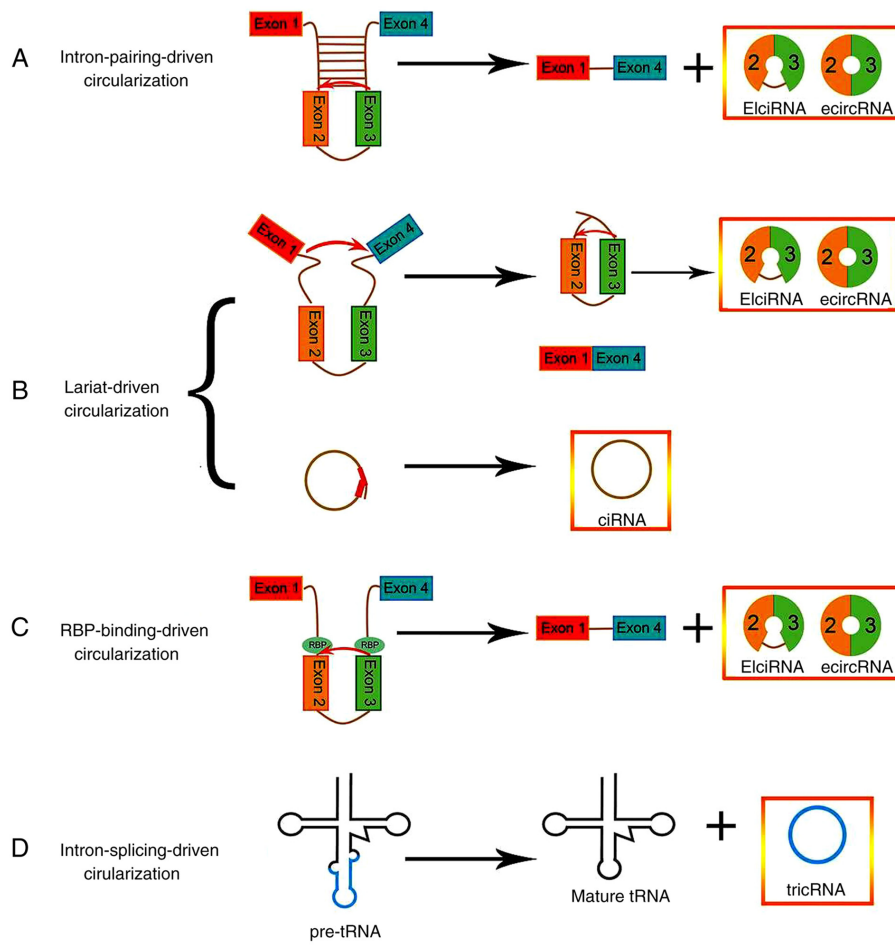 Exon 1
Exon 4
A
Intron-pairing-driven
circularization
Exon 2
Exon 3
Exon 1
Exon 4
+
2
3
2
3
ElciRNA
ecircRNA
Exon 1
Exon 4
Exon 2
Exon 3
Exon 2
Exon 3
2
3
2
3
ElciRNA
ecircRNA
Exon 1
Exon 4
B
Lariat-driven
circularization
ciRNA
Exon 1
Exon 4
C
RBP-binding-driven
circularization
RBP
RBP
Exon 2
Exon 3
Exon 1
Exon 4
+
2
3
2
3
ElciRNA
ecircRNA
D
Intron-splicing-driven
cirularization
pre-tRNA
Mature tRNA
+
tricRNA